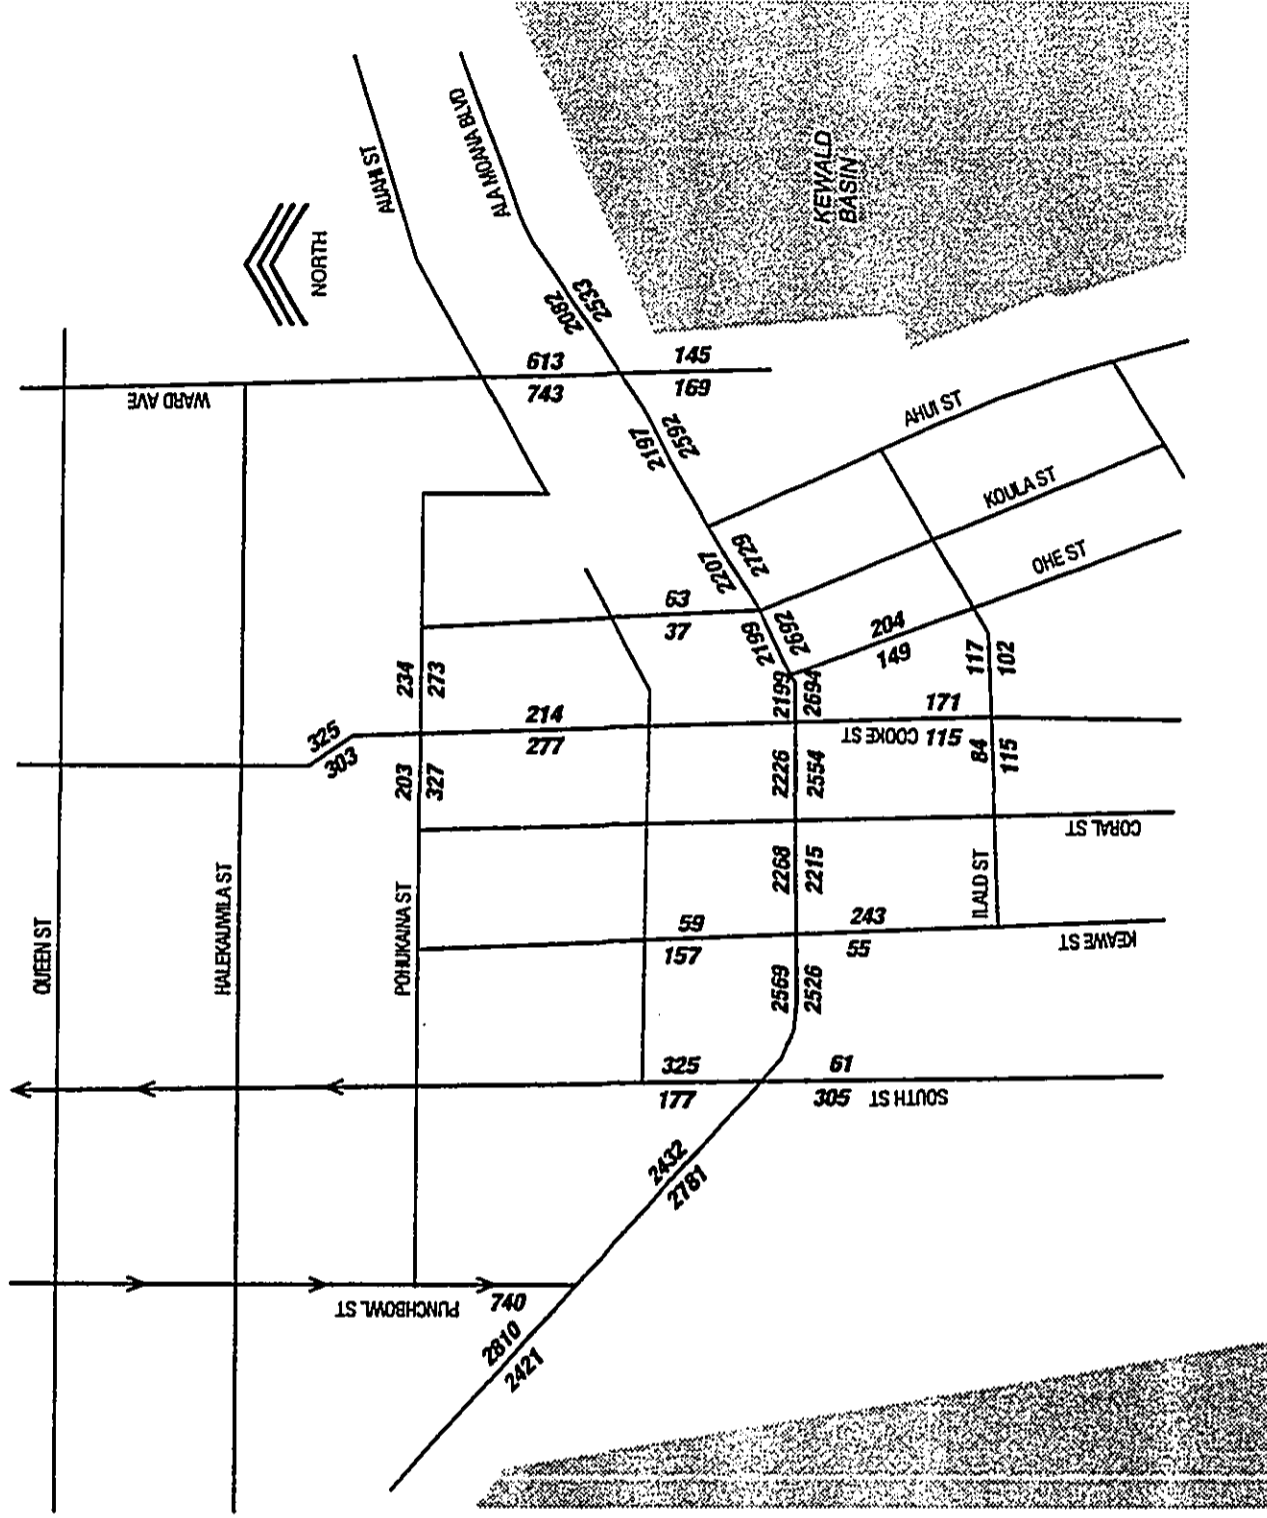 AUAHI ST
ALA MOANA BLVD
KEWALD
BASIN
NORTH
2082
2533
613
743
145
169
WARD AVE
2197
2592
AHUI ST
KOULA ST
OHE ST
2207
2729
63
37
2199
2692
204
149
117
102
234
273
2199
2694
214
277
171
115
COOKE ST
325
303
203
327
2226
2554
84
115
CORAL ST
2268
2215
ILALO ST
QUEEN ST
HALEKAUWILA ST
POHUKAINA ST
59
157
243
55
KEAWE ST
2569
2526
325
177
61
305
SOUTH ST
2432
2781
PUNCHBOWL ST
740
2810
2421